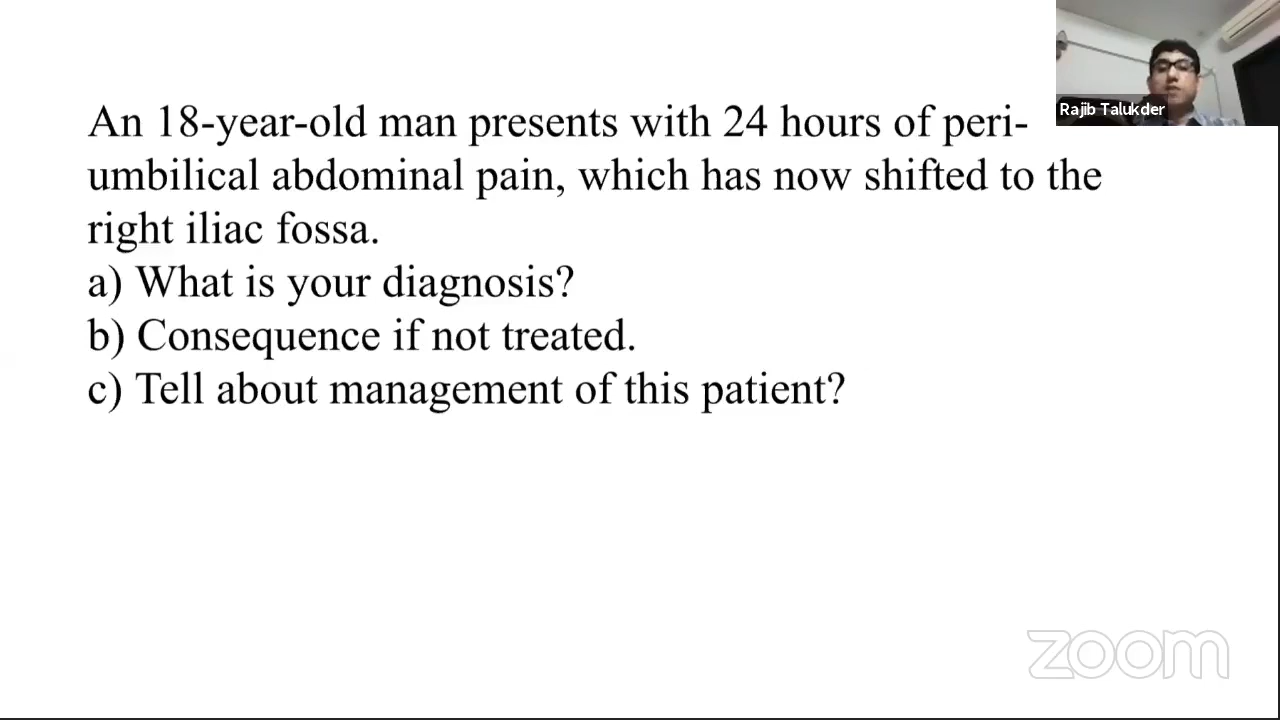 Rajib Talukder
An 18-year-old man presents with 24 hours of peri-
umbilical abdominal pain, which has now shifted to the
right iliac fossa.
a) What is your diagnosis?
b) Consequence if not treated.
c) Tell about management of this patient?
zoom